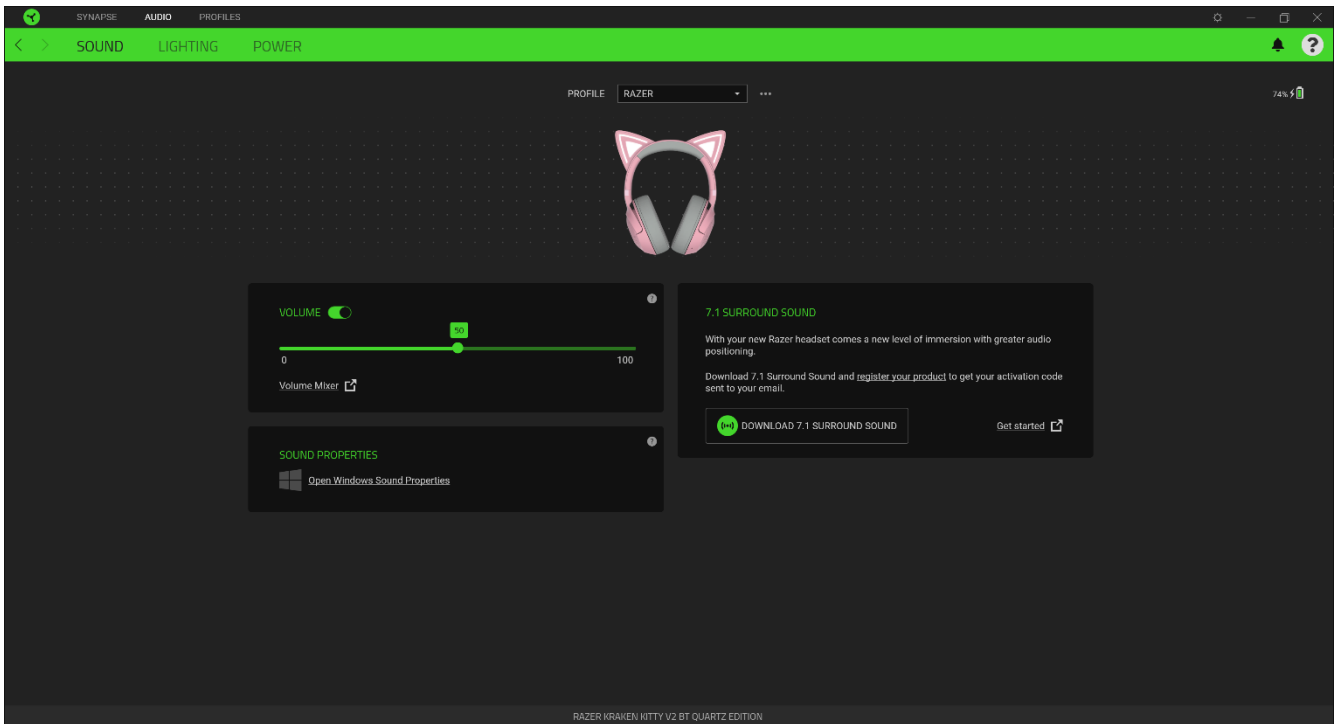 SYNAPSE AUDIO PROFILES
SOUND LIGHTING POWER
?
PROFILE RAZER
74%
VOLUME
?
50
0 100
Volume Mixer
SOUND PROPERTIES
?
Open Windows Sound Properties
7.1 SURROUND SOUND
With your new Razer headset comes a new level of immersion with greater audio
positioning.
Download 7.1 Surround Sound and register your product to get your activation code
sent to your email.
DOWNLOAD 7.1 SURROUND SOUND
Get started
RAZER KRAKEN KITTY V2 BT QUARTZ EDITION